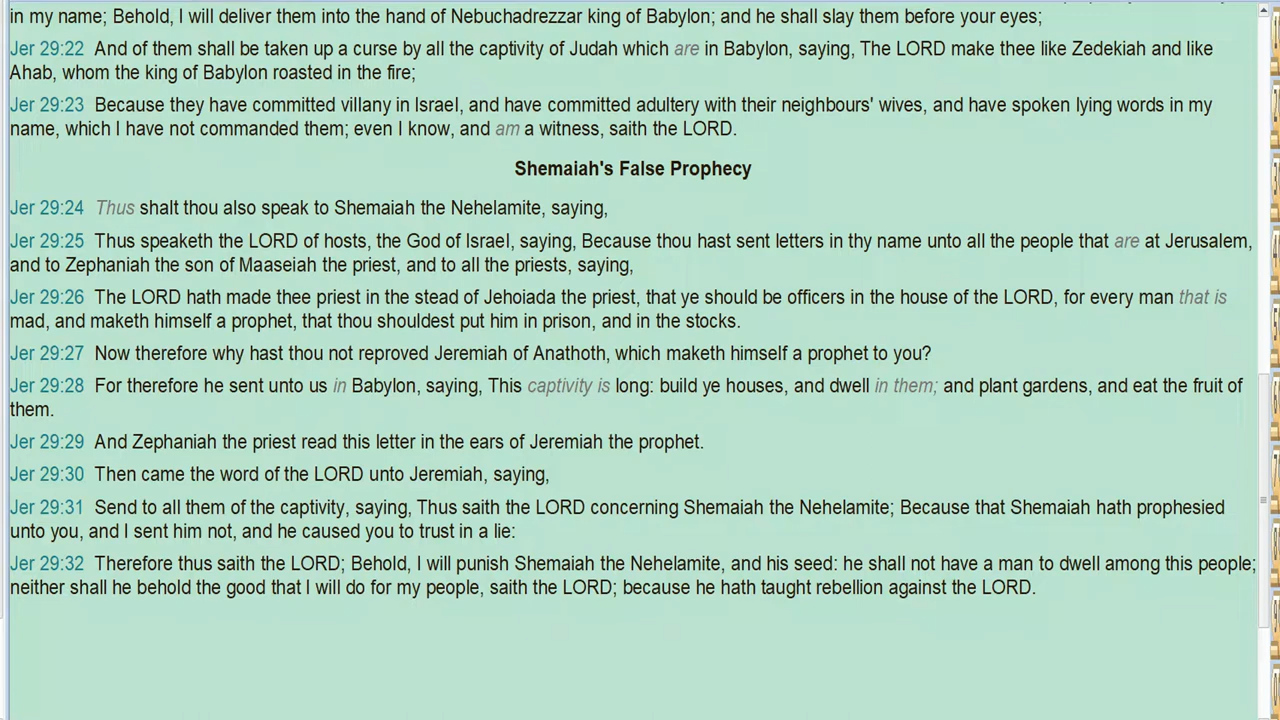 in my name; Behold, I will deliver them into the hand of Nebuchadrezzar king of Babylon; and he shall slay them before your eyes;
Jer 29:22 And of them shall be taken up a curse by all the captivity of Judah which are in Babylon, saying, The LORD make thee like Zedekiah and like
Ahab, whom the king of Babylon roasted in the fire;
Jer 29:23 Because they have committed villany in Israel, and have committed adultery with their neighbours' wives, and have spoken lying words in my
name, which I have not commanded them; even I know, and am a witness, saith the LORD.
Shemaiah's False Prophecy
Jer 29:24 Thus shalt thou also speak to Shemaiah the Nehelamite, saying,
Jer 29:25 Thus speaketh the LORD of hosts, the God of Israel, saying, Because thou hast sent letters in thy name unto all the people that are at Jerusalem,
and to Zephaniah the son of Maaseiah the priest, and to all the priests, saying,
Jer 29:26 The LORD hath made thee priest in the stead of Jehoiada the priest, that ye should be officers in the house of the LORD, for every man that is
mad, and maketh himself a prophet, that thou shouldest put him in prison, and in the stocks.
Jer 29:27 Now therefore why hast thou not reproved Jeremiah of Anathoth, which maketh himself a prophet to you?
Jer 29:28 For therefore he sent unto us in Babylon, saying, This captivity is long: build ye houses, and dwell in them; and plant gardens, and eat the fruit of
them.
Jer 29:29 And Zephaniah the priest read this letter in the ears of Jeremiah the prophet.
Jer 29:30 Then came the word of the LORD unto Jeremiah, saying,
Jer 29:31 Send to all them of the captivity, saying, Thus saith the LORD concerning Shemaiah the Nehelamite; Because that Shemaiah hath prophesied
unto you, and I sent him not, and he caused you to trust in a lie:
Jer 29:32 Therefore thus saith the LORD; Behold, I will punish Shemaiah the Nehelamite, and his seed: he shall not have a man to dwell among this people;
neither shall he behold the good that I will do for my people, saith the LORD; because he hath taught rebellion against the LORD.